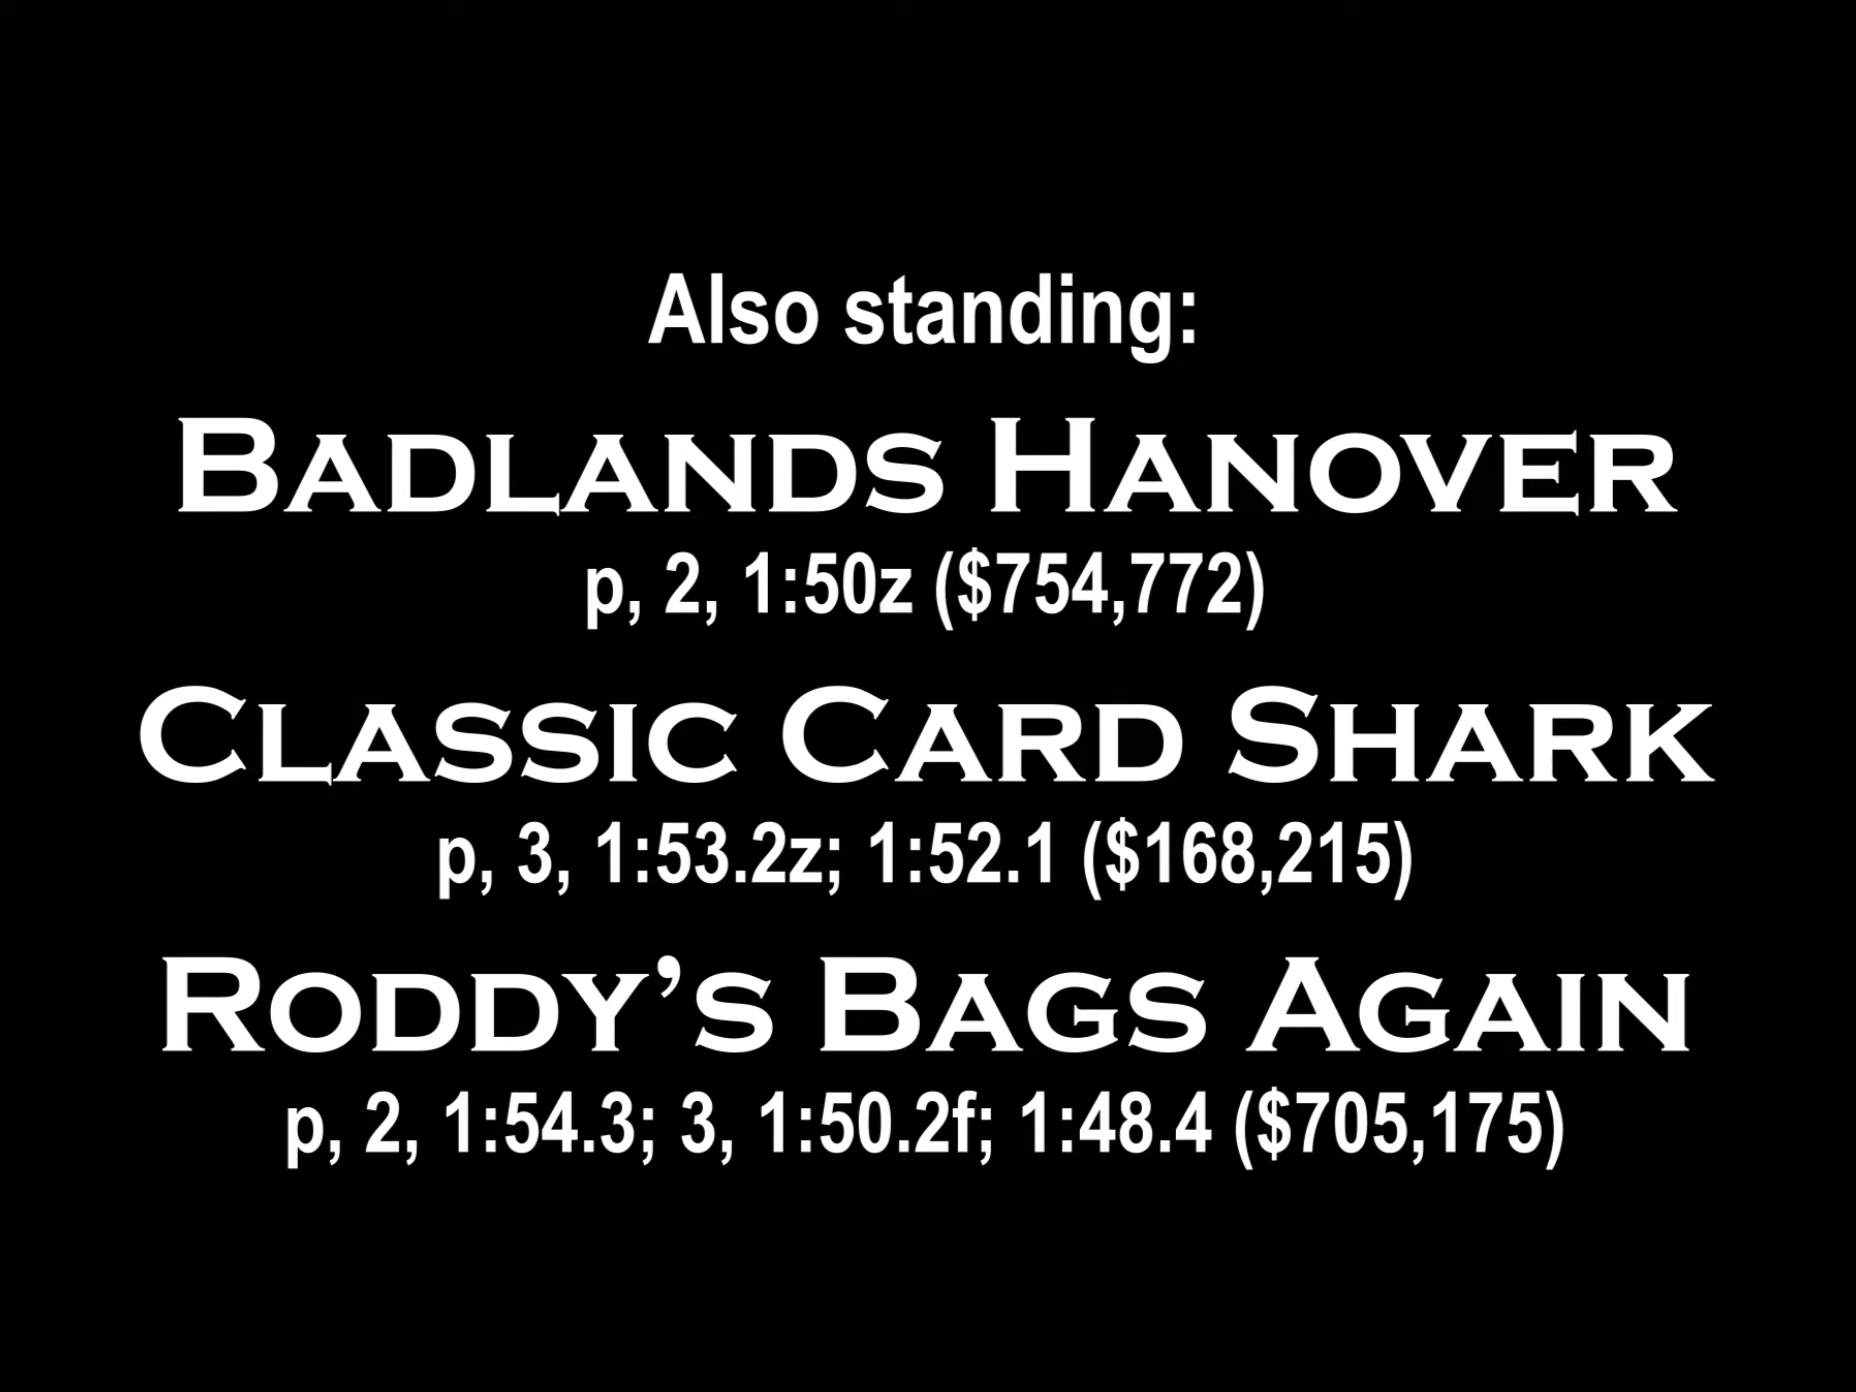 Also standing:
Badlands Hanover
p, 2, 1:50z ($754,772)
Classic Card Shark
p, 3, 1:53.2z; 1:52.1 ($168,215)
Roddy’s Bags Again
p, 2, 1:54.3; 3, 1:50.2f; 1:48.4 ($705,175)